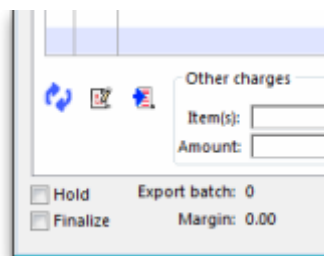 Other charges
Item(s):
Amount:
Hold Export batch: 0
Finalize Margin: 0.00